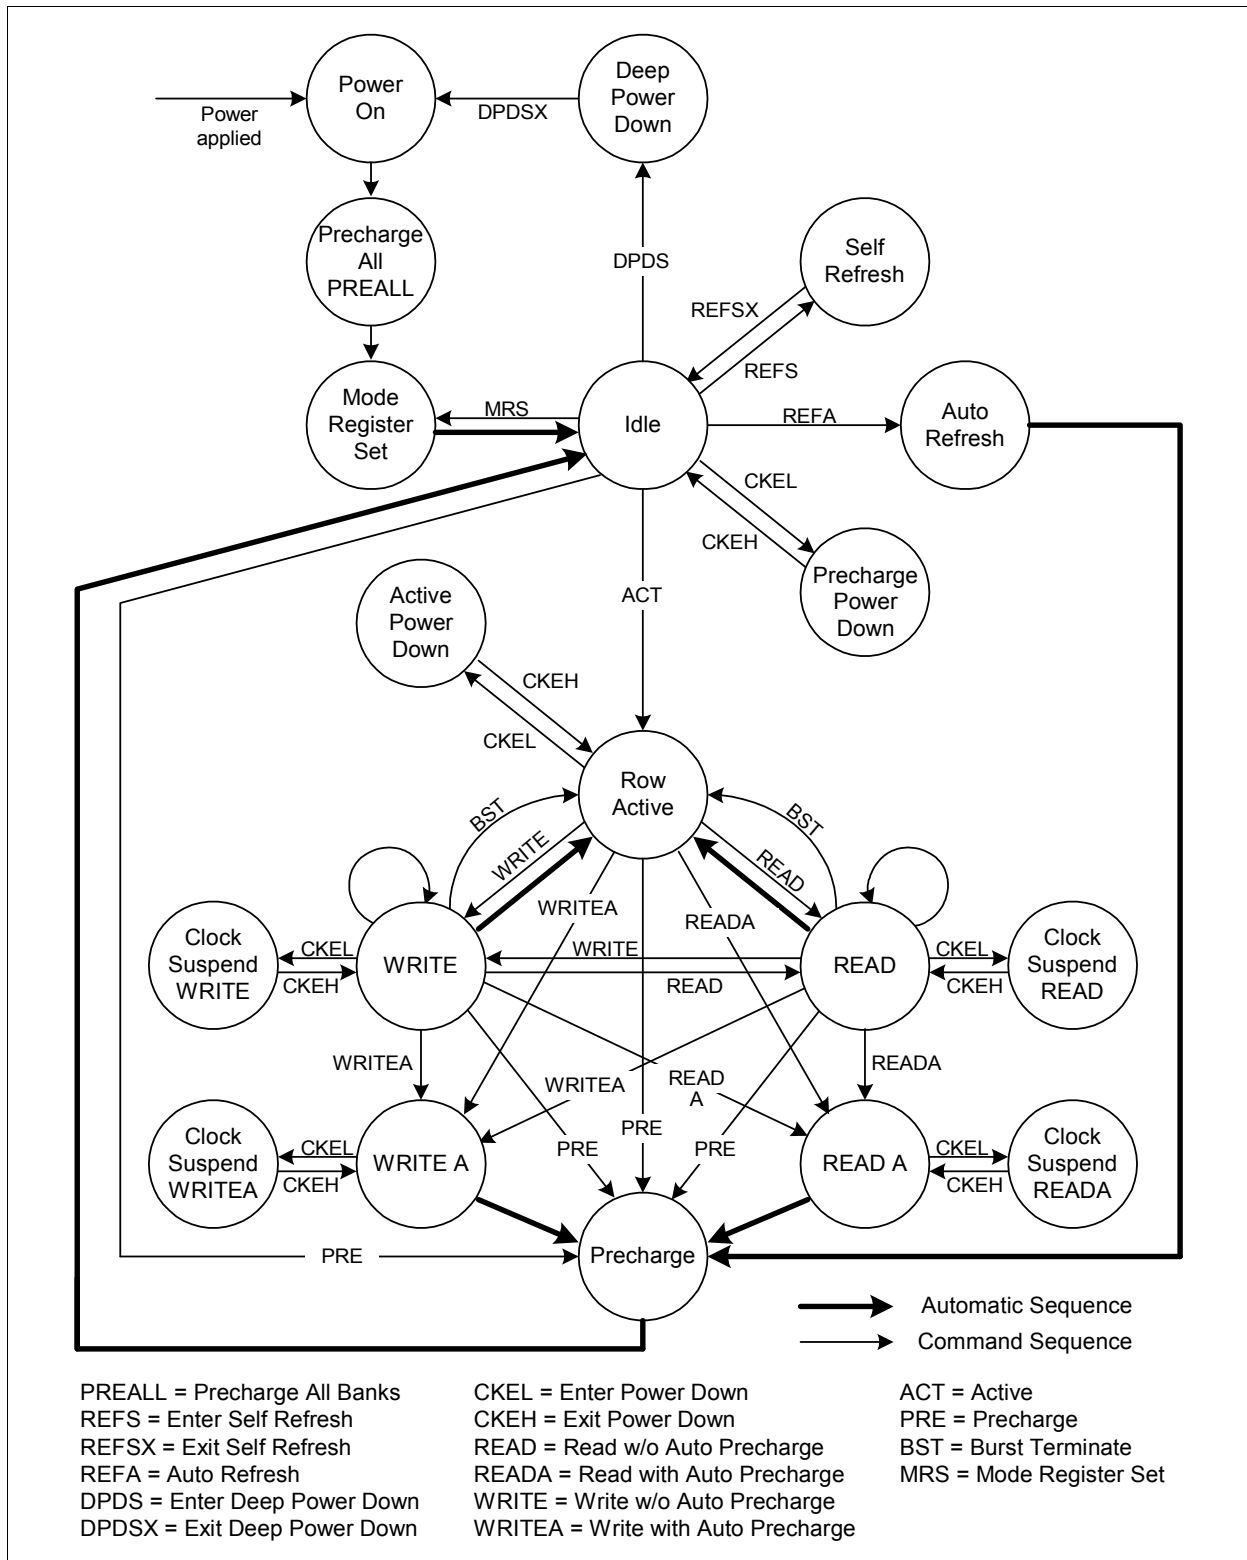 Power
On
Deep
Power
Down
Power
applied
DPDSX
Precharge
All
PREALL
DPDS
Self
Refresh
REFSX
REFS
Mode
Register
Set
MRS
Idle
REFA
Auto
Refresh
CKEL
CKEH
Precharge
Power
Down
ACT
Active
Power
Down
CKEH
CKEL
Row
Active
BST
WRITE
READ
BST
WRITEA
READA
Clock
Suspend
WRITE
CKEL
CKEH
WRITE
WRITE
READ
READ
CKEL
CKEH
Clock
Suspend
READ
WRITEA
WRITEA
READ
A
READA
Clock
Suspend
WRITEA
CKEL
CKEH
WRITE A
PRE
PRE
PRE
READ A
CKEL
CKEH
Clock
Suspend
READA
PRE
Precharge
Automatic Sequence
Command Sequence
PREALL = Precharge All Banks
REFS = Enter Self Refresh
REFSX = Exit Self Refresh
REFA = Auto Refresh
DPDS = Enter Deep Power Down
DPDSX = Exit Deep Power Down
CKEL = Enter Power Down
CKEH = Exit Power Down
READ = Read w/o Auto Precharge
READA = Read with Auto Precharge
WRITE = Write w/o Auto Precharge
WRITEA = Write with Auto Precharge
ACT = Active
PRE = Precharge
BST = Burst Terminate
MRS = Mode Register Set